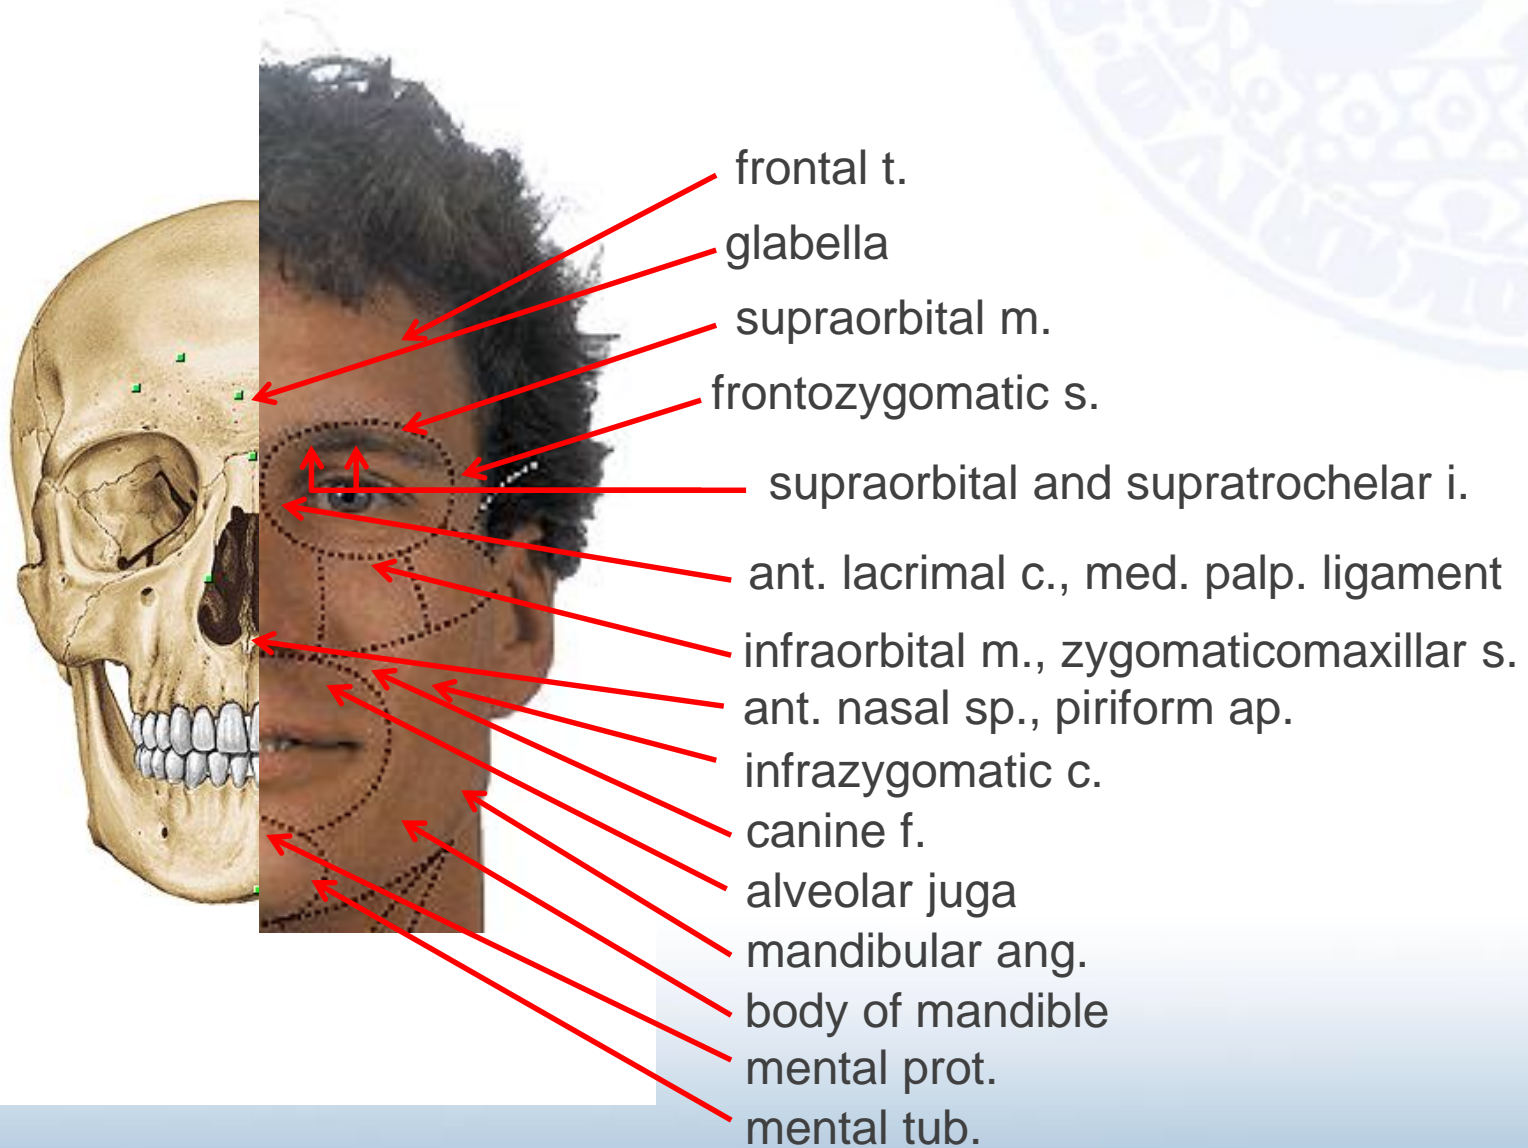 frontal t.
glabella
supraorbital m.
frontozygomatic s.
supraorbital and supratrochelar i.
ant. lacrimal c., med. palp. ligament
infraorbital m., zygomaticomaxillar s.
ant. nasal sp., piriform ap.
infrazygomatic c.
canine f.
alveolar juga
mandibular ang.
body of mandible
mental prot.
mental tub.